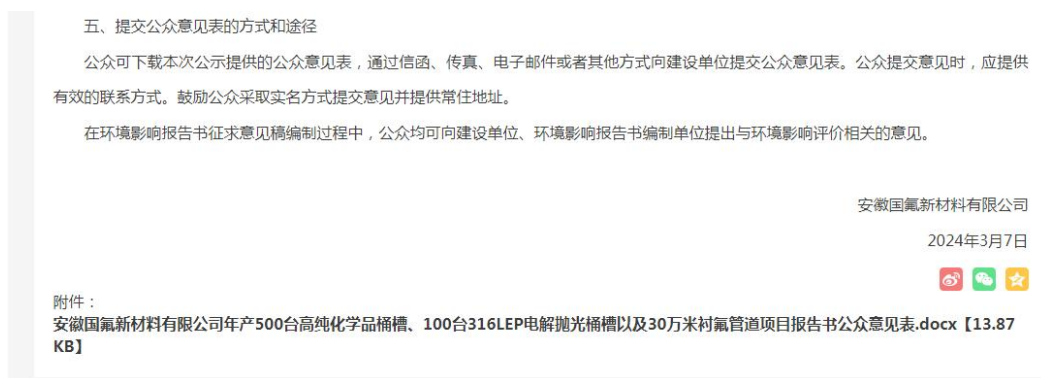 五、提交公众意见表的方式和途径
公众可下载本次公示提供的公众意见表，通过信函、传真、电子邮件或者其他方式向建设单位提交公众意见表。公众提交意见时，应提供
有效的联系方式。鼓励公众采取实名方式提交意见并提供常住地址。
在环境影响报告书征求意见稿编制过程中，公众均可向建设单位、环境影响报告书编制单位提出与环境影响评价相关的意见。
安徽国氟新材料有限公司
2024年3月7日
附件：
安徽国氟新材料有限公司年产500台高纯化学品桶槽、100台316LEP电解抛光桶槽以及30万米衬氟管道项目报告书公众意见表.docx【13.87
KB】